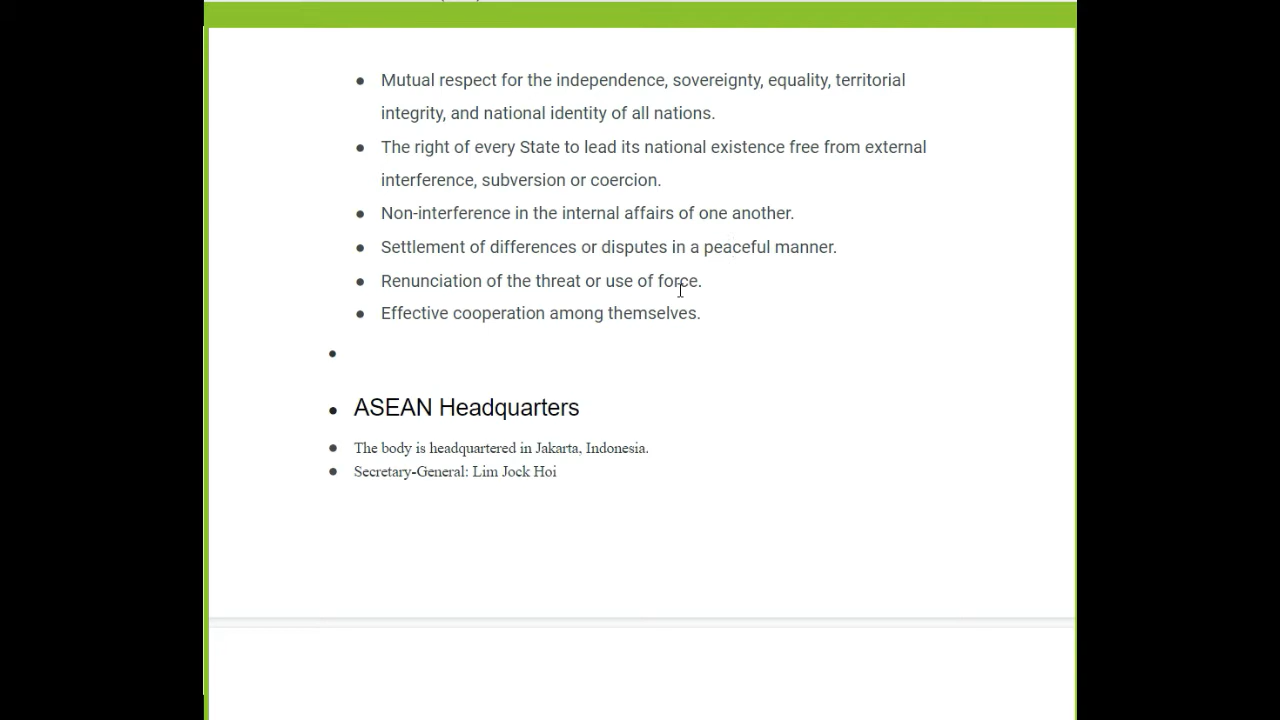 ● Mutual respect for the independence, sovereignty, equality, territorial
integrity, and national identity of all nations.
● The right of every State to lead its national existence free from external
interference, subversion or coercion.
● Non-interference in the internal affairs of one another.
● Settlement of differences or disputes in a peaceful manner.
● Renunciation of the threat or use of force.
● Effective cooperation among themselves.
●
● ASEAN Headquarters
● The body is headquartered in Jakarta, Indonesia.
● Secretary-General: Lim Jock Hoi